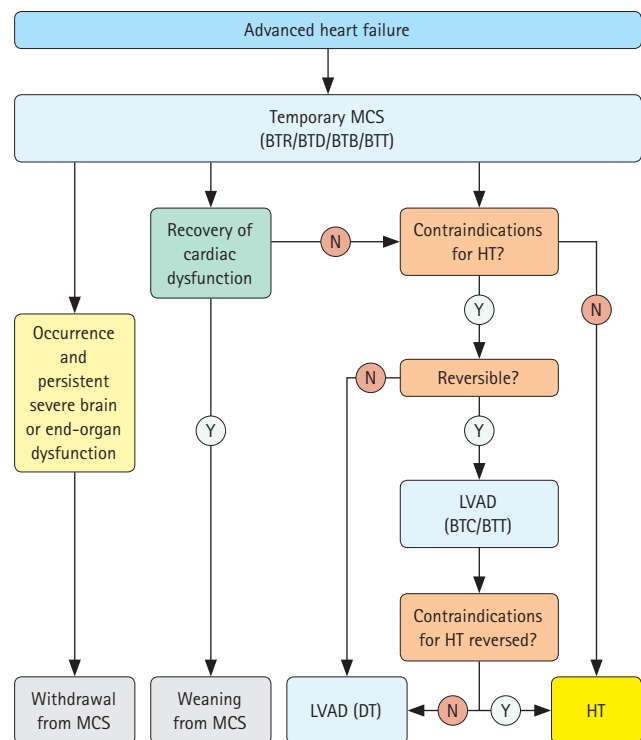 Advanced heart failure
Temporary MCS
(BTR/BTD/BTB/BTT)
Recovery of
cardiac
dysfunction
N
Contraindications
for HT?
Y
N
Occurrence
and
persistent
severe brain
or end-organ
dysfunction
N
Reversible?
Y
Y
LVAD
(BTC/BTT)
Contraindications
for HT reversed?
Withdrawal
from MCS
Weaning
from MCS
LVAD (DT)
N
Y
HT